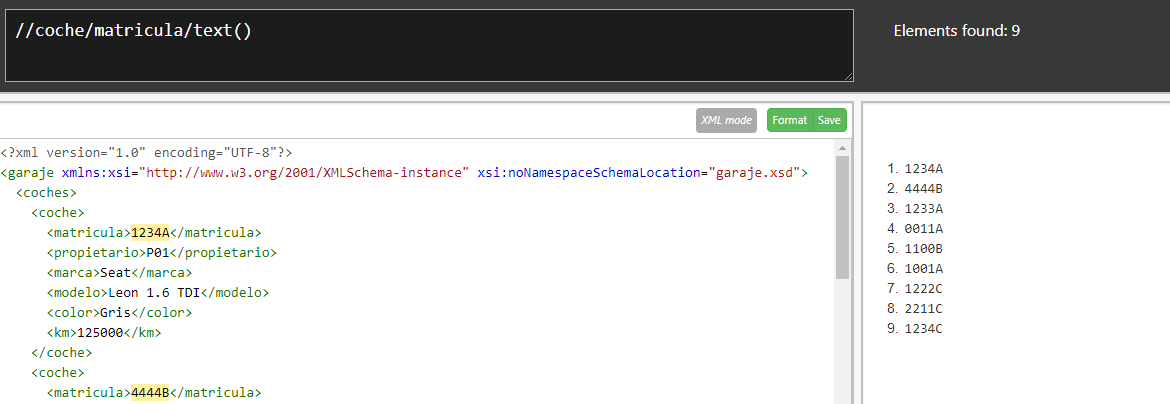 //coche/matricula/text()
Elements found: 9
XML mode
Format
Save
<?xml version="1.0" encoding="UTF-8"?>
<garaje xmlns:xsi="http://www.w3.org/2001/XMLSchema-instance" xsi:noNamespaceSchemaLocation="garaje.xsd">
<coches>
<coche>
<matricula>1234A</matricula>
<propietario>P01</propietario>
<marca>Seat</marca>
<modelo>Leon 1.6 TDI</modelo>
<color>Gris</color>
<km>125000</km>
</coche>
<coche>
<matricula>4444B</matricula>
1. 1234A
2. 4444B
3. 1233A
4. 0011A
5. 1100B
6. 1001A
7. 1222C
8. 2211C
9. 1234C